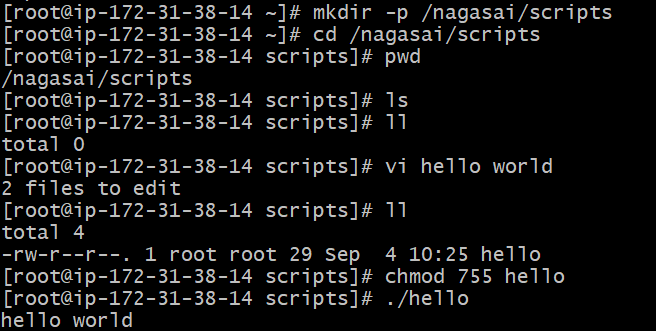 [root@ip-172-31-38-14 ~]# mkdir -p /nagasai/scripts
[root@ip-172-31-38-14 ~]# cd /nagasai/scripts
[root@ip-172-31-38-14 scripts]# pwd
/nagasai/scripts
[root@ip-172-31-38-14 scripts]# ls
[root@ip-172-31-38-14 scripts]# ll
total 0
[root@ip-172-31-38-14 scripts]# vi hello world
2 files to edit
[root@ip-172-31-38-14 scripts]# ll
total 4
-rw-r--r--. 1 root root 29 Sep  4 10:25 hello
[root@ip-172-31-38-14 scripts]# chmod 755 hello
[root@ip-172-31-38-14 scripts]# ./hello
hello world